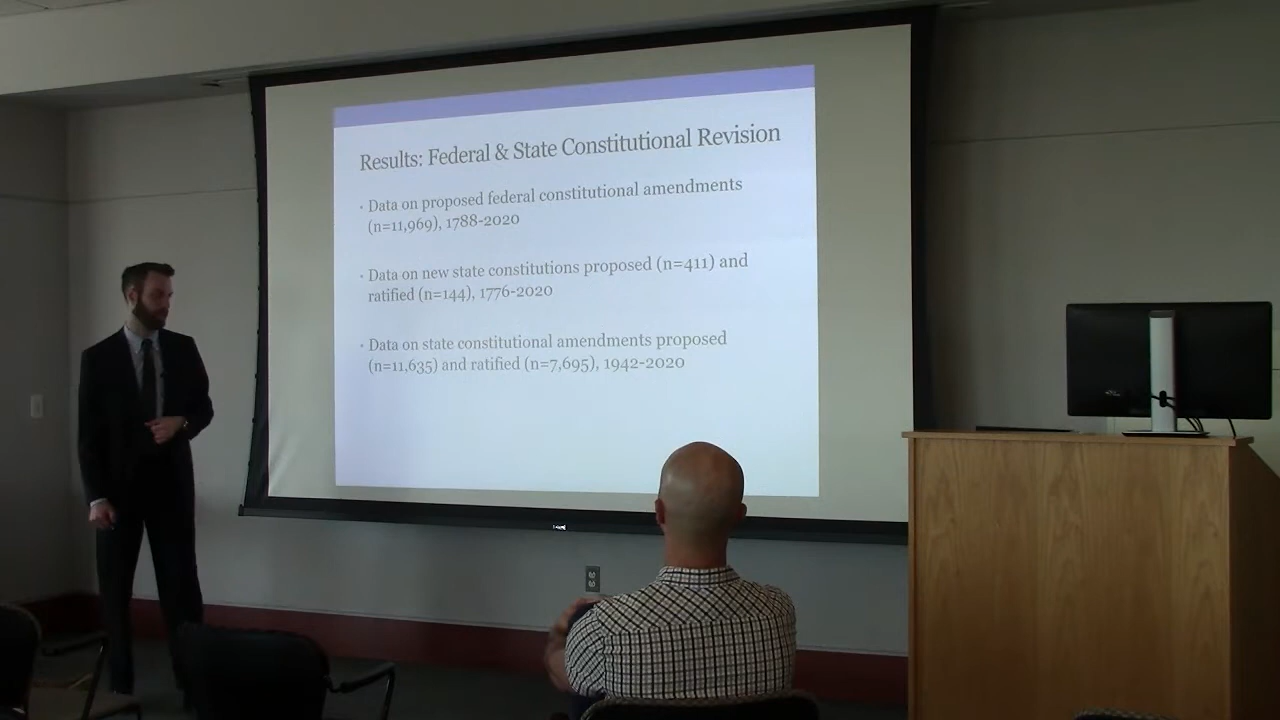 Results: Federal & State Constitutional Revision
• Data on proposed federal constitutional amendments
(n=11,969), 1788-2020
• Data on new state constitutions proposed (n=411) and
ratified (n=144), 1776-2020
• Data on state constitutional amendments proposed
(n=11,635) and ratified (n=7,695), 1942-2020